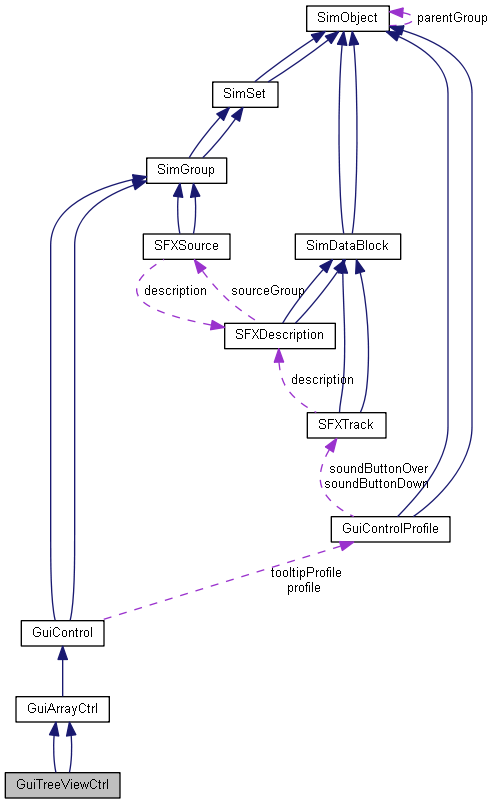 SimObject
parentGroup
SimSet
SimGroup
SFXSource
SimDataBlock
description
sourceGroup
SFXDescription
description
SFXTrack
soundButtonOver
soundButtonDown
GuiControlProfile
tooltipProfile
profile
GuiControl
GuiArrayCtrl
GuiTreeViewCtrl